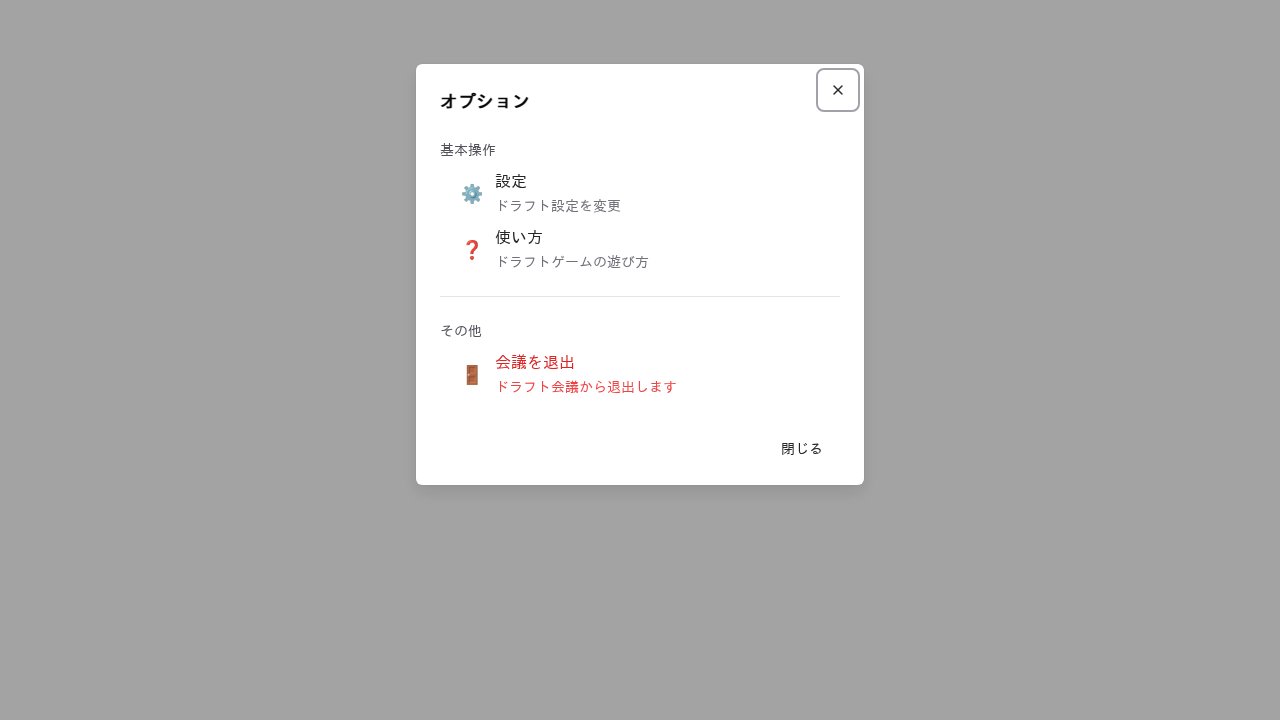 オプション
基本操作
設定
ドラフト設定を変更
使い方
ドラフトゲームの遊び方
その他
会議を退出
ドラフト会議から退出します
閉じる